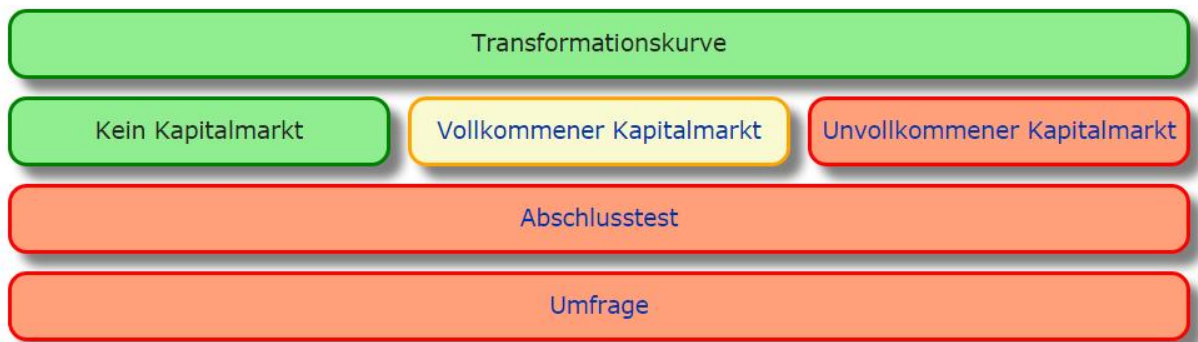 Transformationskurve
Kein Kapitalmarkt
Vollkommener Kapitalmarkt
Unvollkommener Kapitalmarkt
Abschlusstest
Umfrage